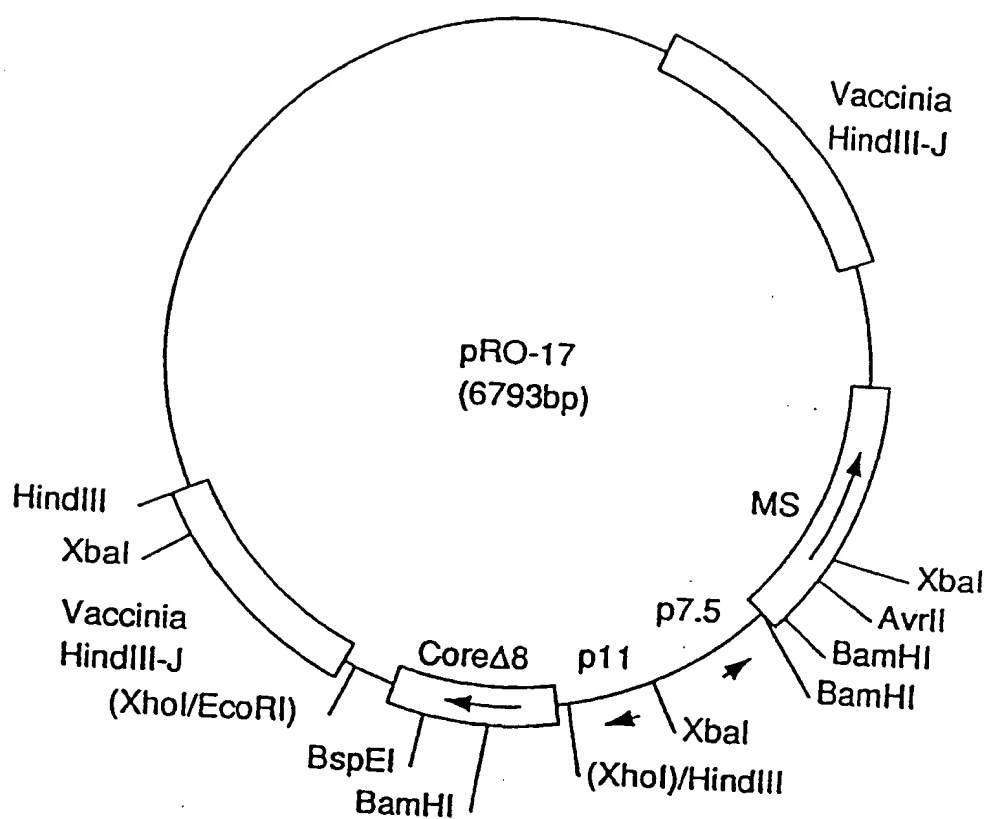 Vaccinia
HindIII-J
pRO-17
(6793bp)
HindIII
XbaI
MS
XbaI
AvrII
BamHI
BamHI
p7.5
Vaccinia
HindIII-J
(XhoI/EcoRI)
CoreΔ8
p11
XbaI
(XhoI)/HindIII
BspEI
BamHI